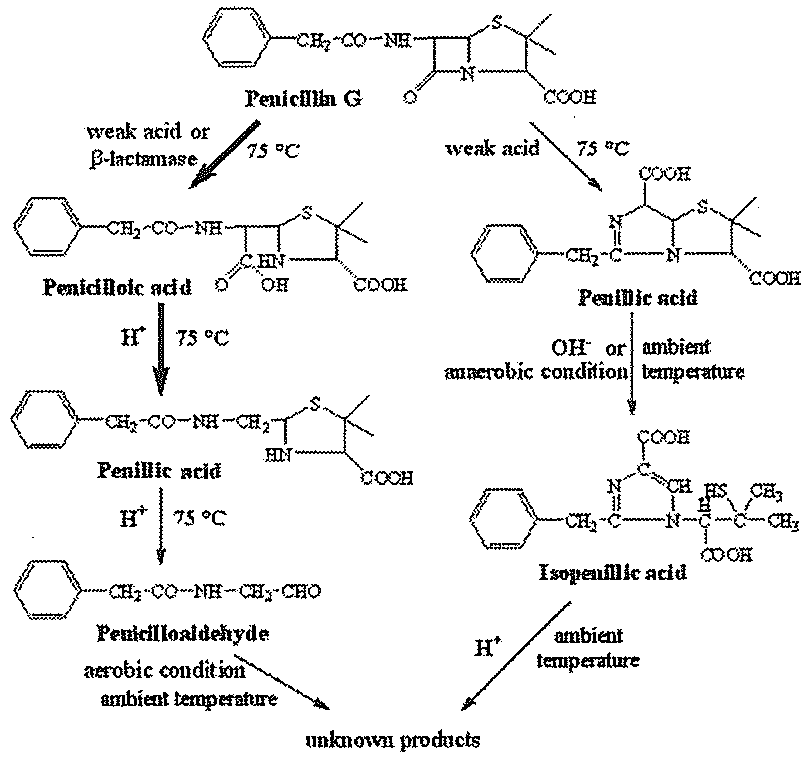 S
CH₂–CO–NH
N
O
COOH
Penicillin G
weak acid or
β-lactamase
75 °C
weak acid
75 °C
COOH
S
N
CH₂–C
N
COOH
Penillic acid
S
CH₂–CO–NH
C
HN
O
OH
COOH
Penicilloic acid
H⁺
75 °C
OH⁻ or
ambient
anaerobic condition
temperature
S
CH₂–CO–NH–CH₂
HN
COOH
Penillic acid
H⁺
75 °C
COOH
C
N
CH
HS
CH₃
H
CH₂–C
N–C–C–CH₃
COOH
Isopenillic acid
CH₂–CO–NH–CH₂–CHO
Penicilloaldehyde
aerobic condition
ambient temperature
H⁺
ambient
temperature
unknown products